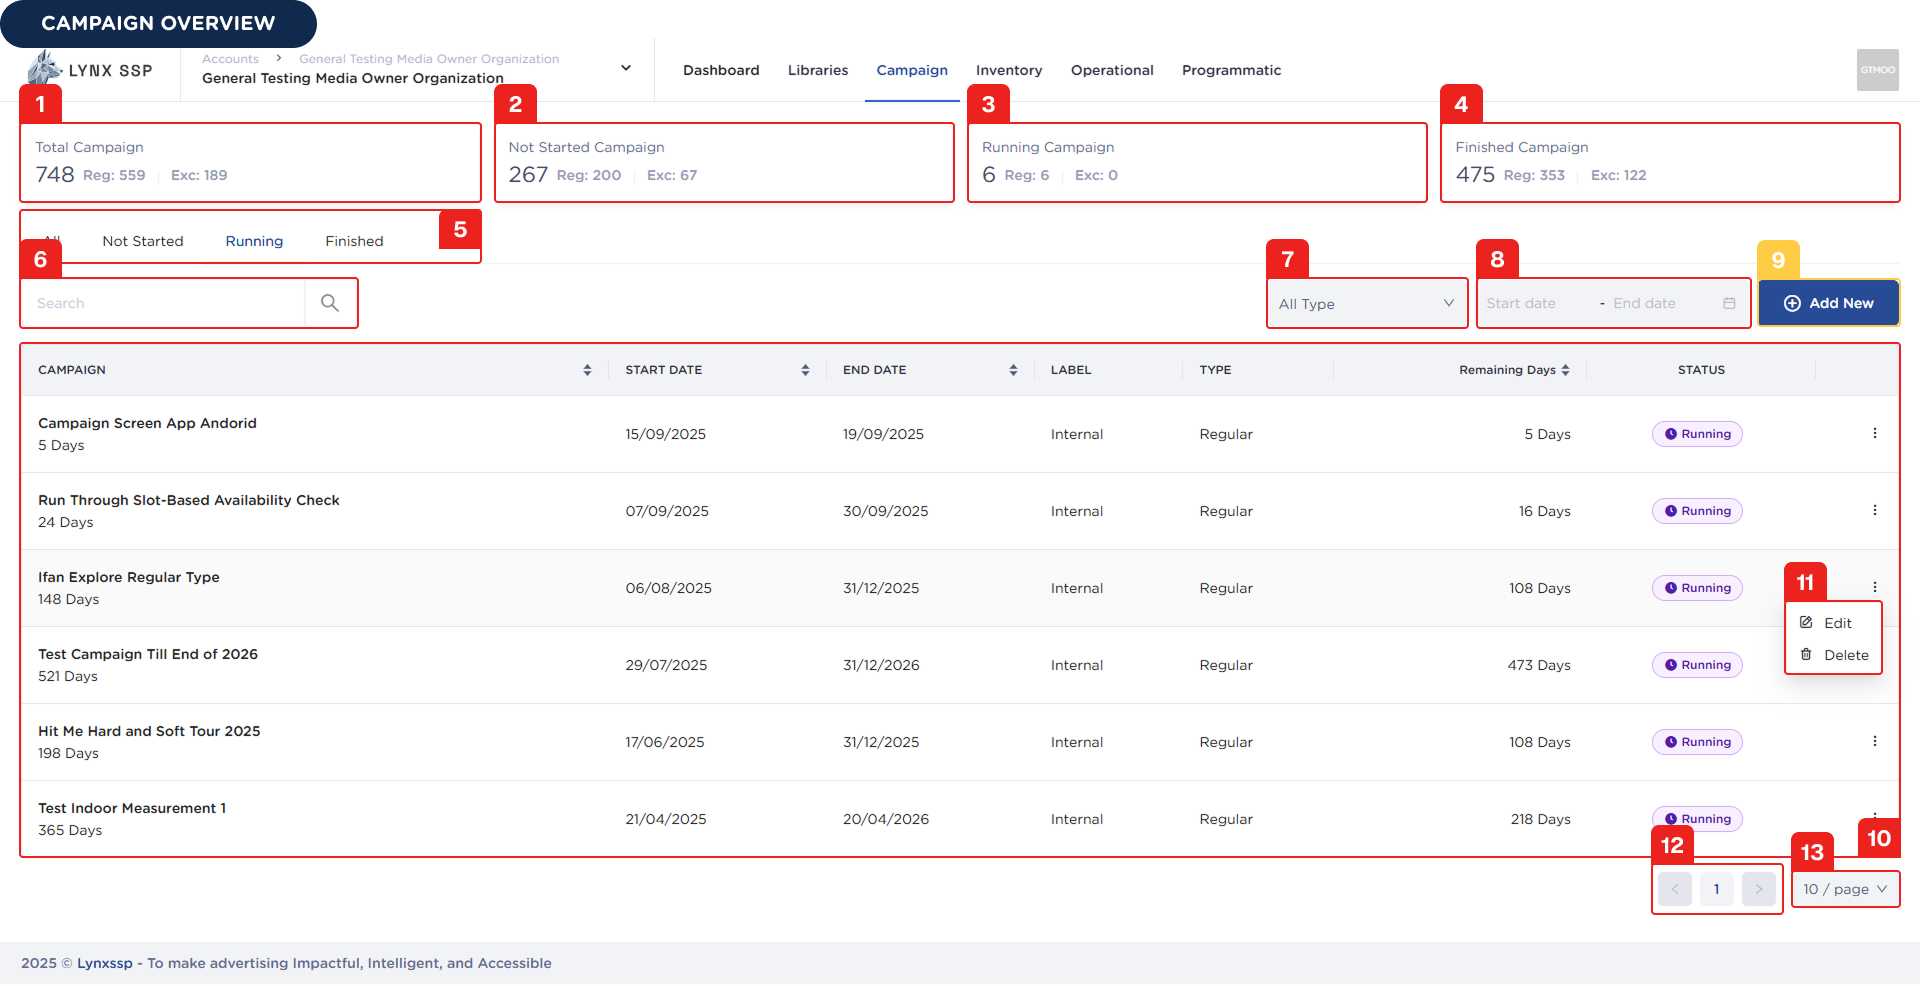 CAMPAIGN OVERVIEW
LYNX SSP
Accounts > General Testing Media Owner Organization
General Testing Media Owner Organization
Dashboard Libraries Campaign Inventory Operational Programmatic
GTMOO
1 2 3 4
Total Campaign
748 Reg: 559 Exc: 189
Not Started Campaign
267 Reg: 200 Exc: 67
Running Campaign
6 Reg: 6 Exc: 0
Finished Campaign
475 Reg: 353 Exc: 122
5
All Not Started Running Finished
6 7 8 9
Search
All Type
Start date - End date
Add New
CAMPAIGN START DATE END DATE LABEL TYPE Remaining Days STATUS
Campaign Screen App Andorid
5 Days
15/09/2025 19/09/2025 Internal Regular 5 Days Running
Run Through Slot-Based Availability Check
24 Days
07/09/2025 30/09/2025 Internal Regular 16 Days Running
Ifan Explore Regular Type
148 Days
06/08/2025 31/12/2025 Internal Regular 108 Days Running
11
Edit
Delete
Test Campaign Till End of 2026
521 Days
29/07/2025 31/12/2026 Internal Regular 473 Days Running
Hit Me Hard and Soft Tour 2025
198 Days
17/06/2025 31/12/2025 Internal Regular 108 Days Running
Test Indoor Measurement 1
365 Days
21/04/2025 20/04/2026 Internal Regular 218 Days Running
10
12 13
< 1 >
10 / page
2025 © Lynxssp - To make advertising Impactful, Intelligent, and Accessible